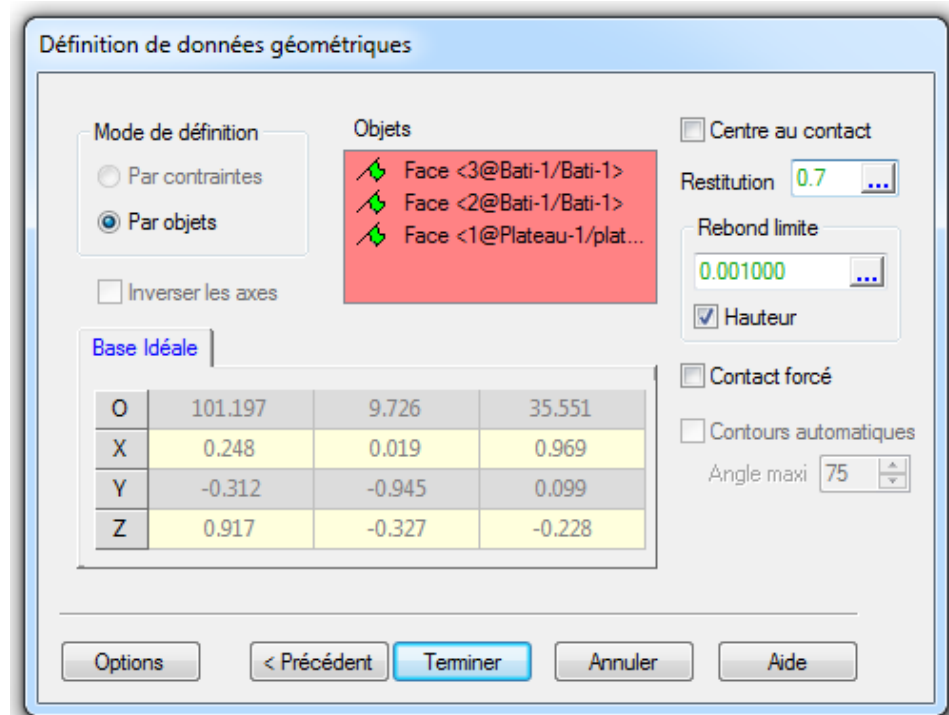 Définition de données géométriques
Mode de définition
Par contraintes
Par objets
Inverser les axes
Objets
Face <3@Bati-1/Bati-1>
Face <2@Bati-1/Bati-1>
Face <1@Plateau-1/plat...
Centre au contact
Restitution 0.7 ...
Rebond limite
0.001000 ...
Hauteur
Contact forcé
Contours automatiques
Angle maxi 75
Base Idéale
O 101.197 9.726 35.551
X 0.248 0.019 0.969
Y -0.312 -0.945 0.099
Z 0.917 -0.327 -0.228
Options < Précédent Terminer Annuler Aide